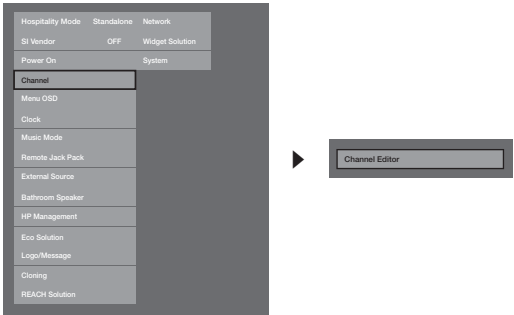 Hospitality Mode Standalone Network
SI Vendor OFF Widget Solution
Power On System
Channel
Menu OSD
Clock
Music Mode
Remote Jack Pack
External Source
Bathroom Speaker
HP Management
Eco Solution
Logo/Message
Cloning
REACH Solution
Channel Editor